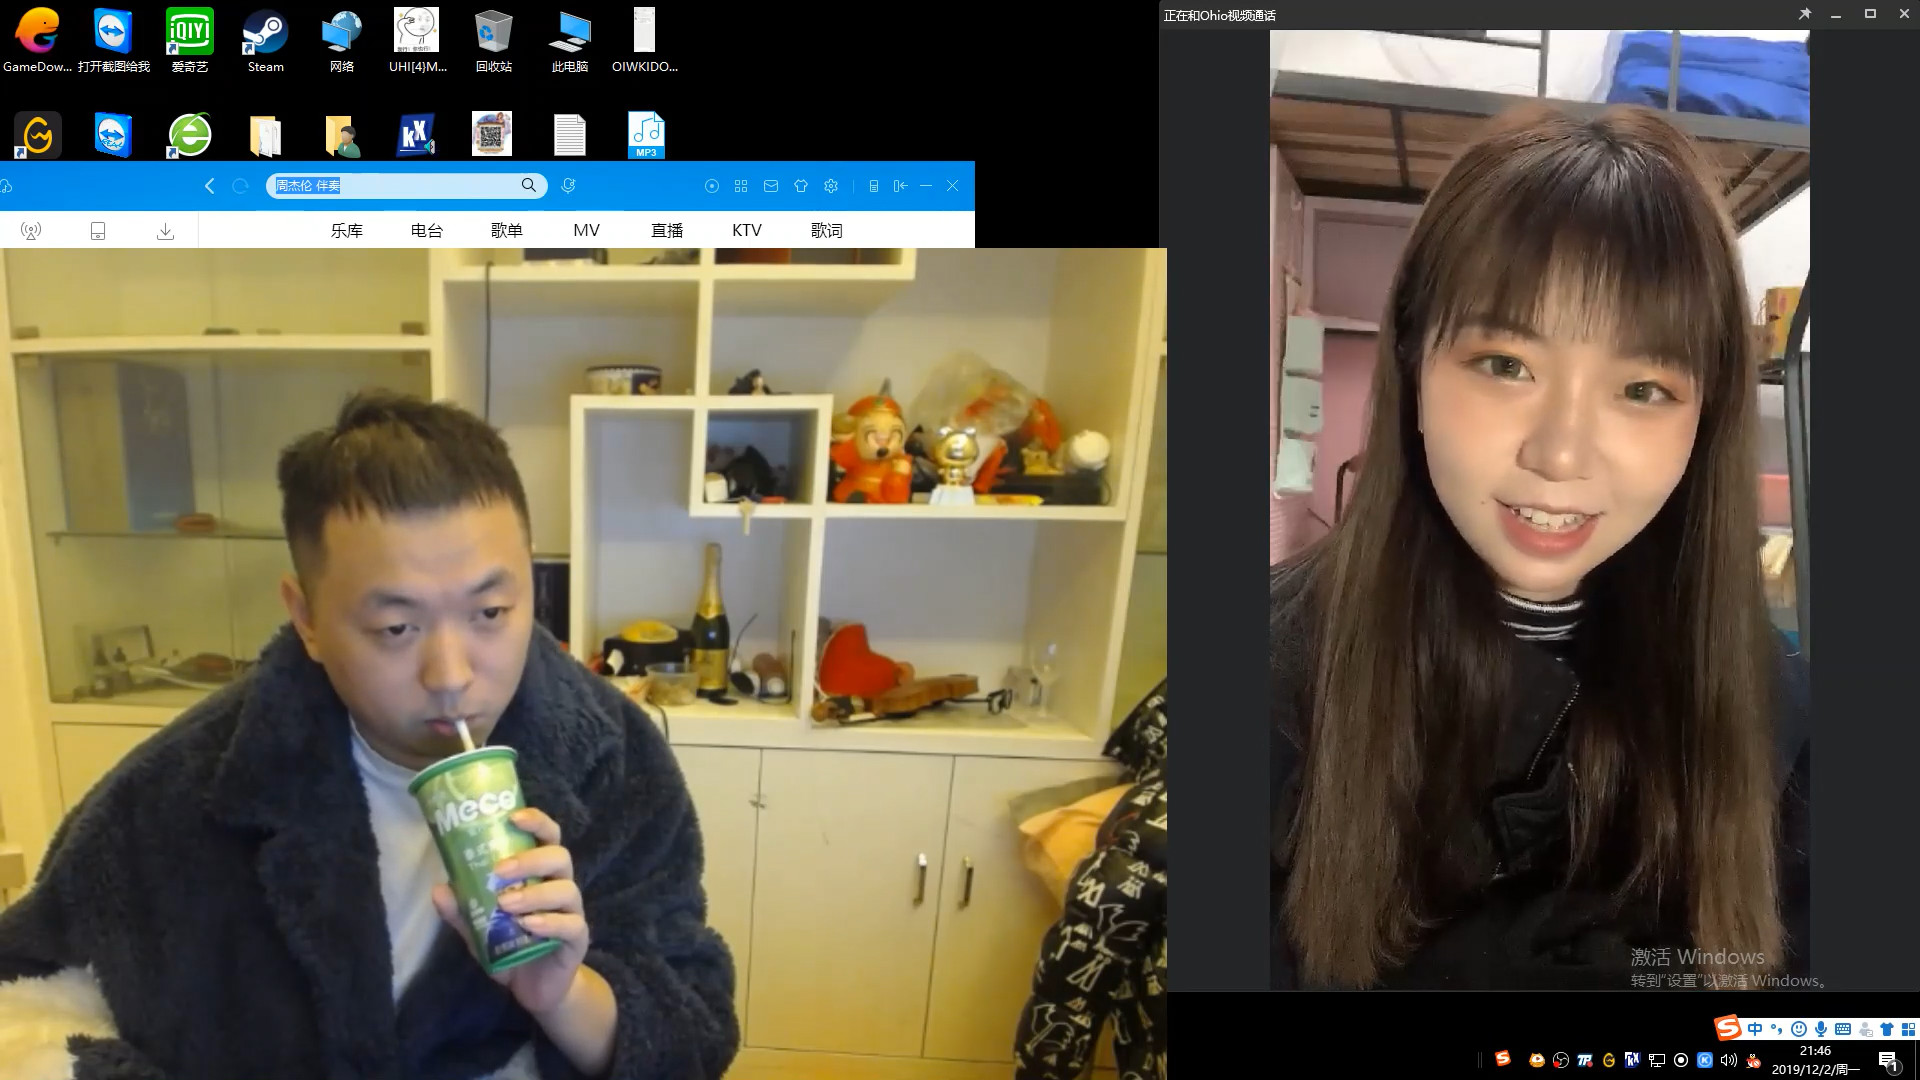 正在和Ohio视频通话
GameDow...
打开截图给我
爱奇艺
Steam
网络
UHI[4}M...
回收站
此电脑
OIWKIDO...
iQIYI
MP3
周杰伦 伴奏
乐库
电台
歌单
MV
直播
KTV
歌词
Meco
激活 Windows
转到“设置”以激活 Windows。
中
21:46
2019/12/2/周一
1